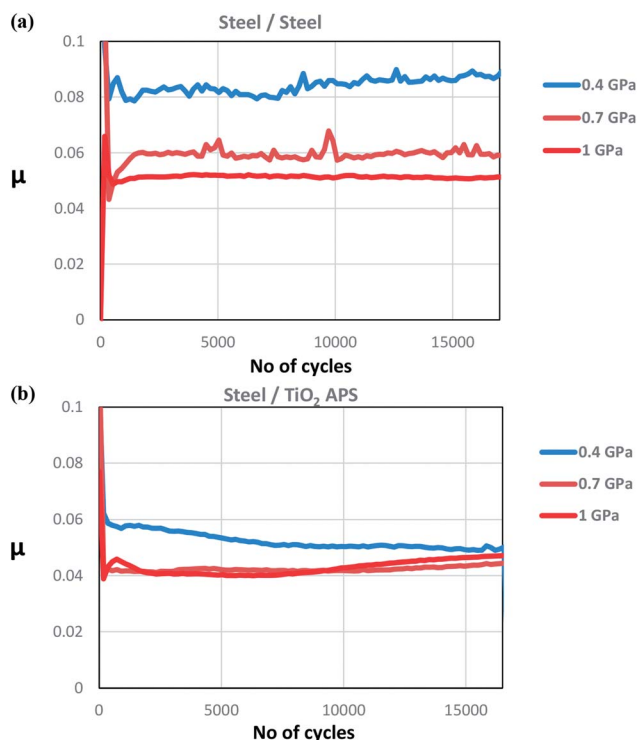 (a)
Steel / Steel
0.1
0.08
0.06
μ
0.04
0.02
0
0 5000 10000 15000
No of cycles
0.4 GPa
0.7 GPa
1 GPa
(b)
Steel / TiO₂ APS
0.1
0.08
0.06
μ
0.04
0.02
0
0 5000 10000 15000
No of cycles
0.4 GPa
0.7 GPa
1 GPa